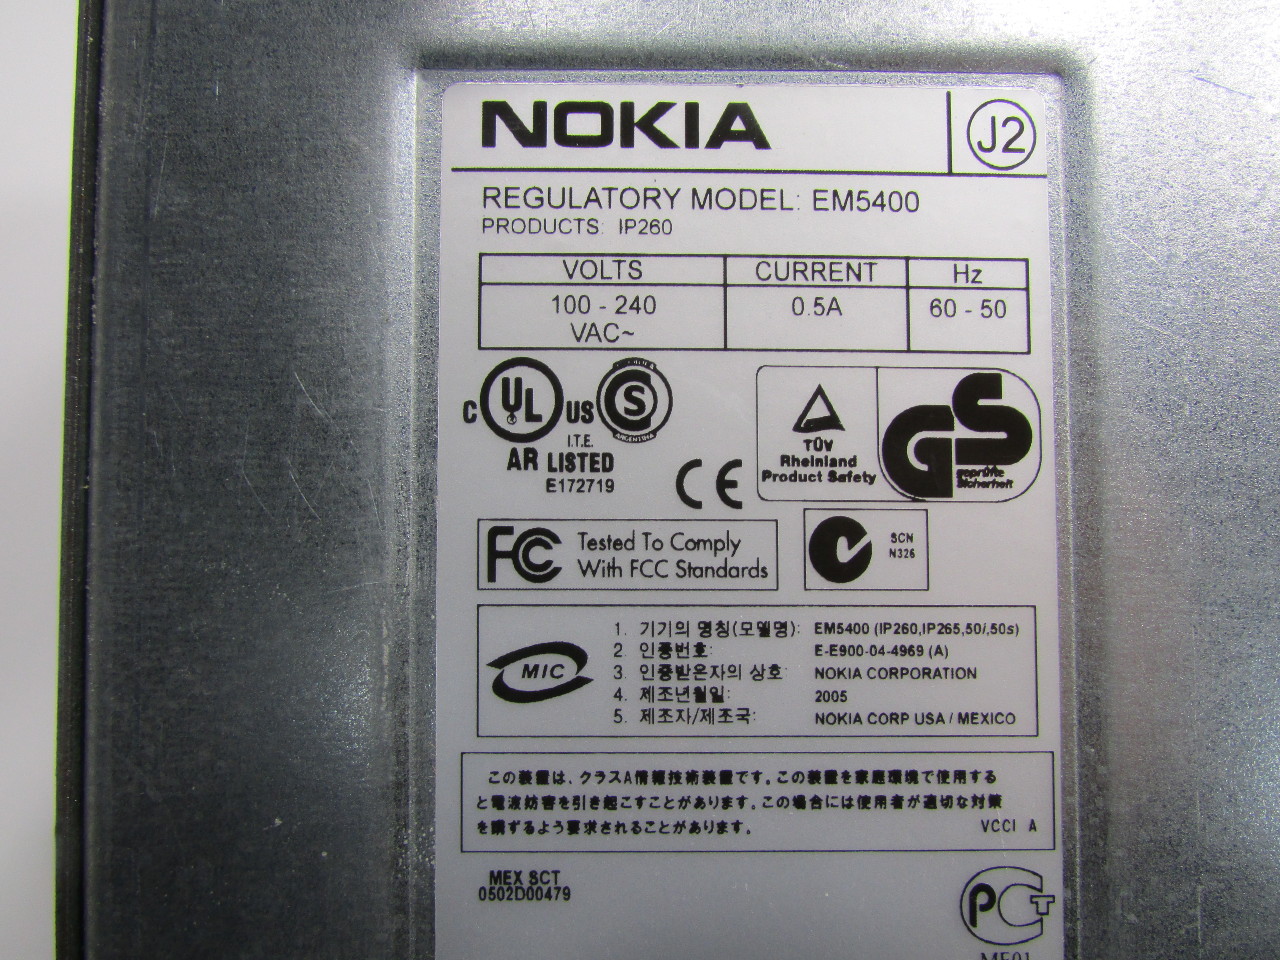 NOKIA
J2
REGULATORY MODEL: EM5400
PRODUCTS: IP260
VOLTS CURRENT Hz
100 - 240 0.5A 60 - 50
VAC~
C UL US S
I.T.E.
ARGENTINA
AR LISTED
E172719
CE
TÜV
Rheinland
Product Safety
GS
geprüfte
Sicherheit
FC Tested To Comply
With FCC Standards
SCN
N326
MIC
1. 기기의 명칭(모델명): EM5400 (IP260,IP265,50i,50s)
2. 인증번호: E-E900-04-4969 (A)
3. 인증받은자의 상호: NOKIA CORPORATION
4. 제조년월일: 2005
5. 제조자/제조국: NOKIA CORP USA / MEXICO
この装置は、クラスA情報技術装置です。この装置を家庭環境で使用する
と電波妨害を引き起こすことがあります。この場合には使用者が適切な対策
を講ずるよう要求されることがあります。 VCCI A
MEX SCT
0502D00479
PCT
ME01